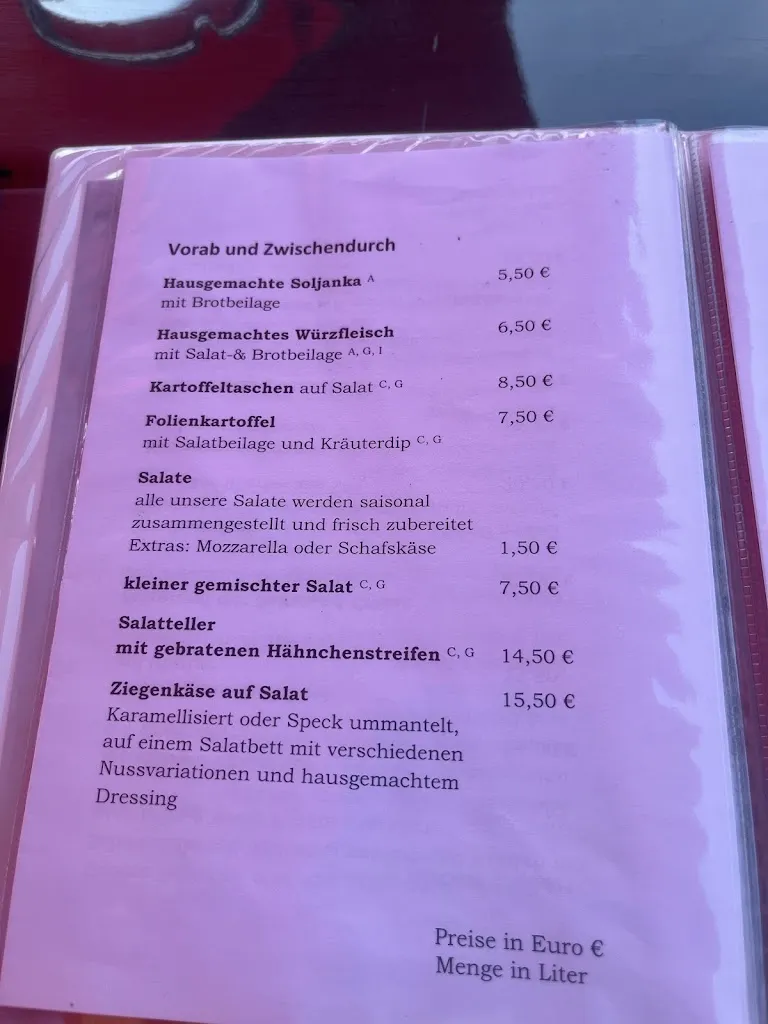 Vorab und Zwischendurch
Hausgemachte Soljanka A 5,50 €
mit Brotbeilage
Hausgemachtes Würzfleisch 6,50 €
mit Salat-& Brotbeilage A, G, I
Kartoffeltaschen auf Salat C, G 8,50 €
Folienkartoffel 7,50 €
mit Salatbeilage und Kräuterdip C, G
Salate
alle unsere Salate werden saisonal
zusammengestellt und frisch zubereitet
Extras: Mozzarella oder Schafskäse 1,50 €
kleiner gemischter Salat C, G 7,50 €
Salatteller
mit gebratenen Hähnchenstreifen C, G 14,50 €
Ziegenkäse auf Salat 15,50 €
Karamellisiert oder Speck ummantelt,
auf einem Salatbett mit verschiedenen
Nussvariationen und hausgemachtem
Dressing
Preise in Euro €
Menge in Liter